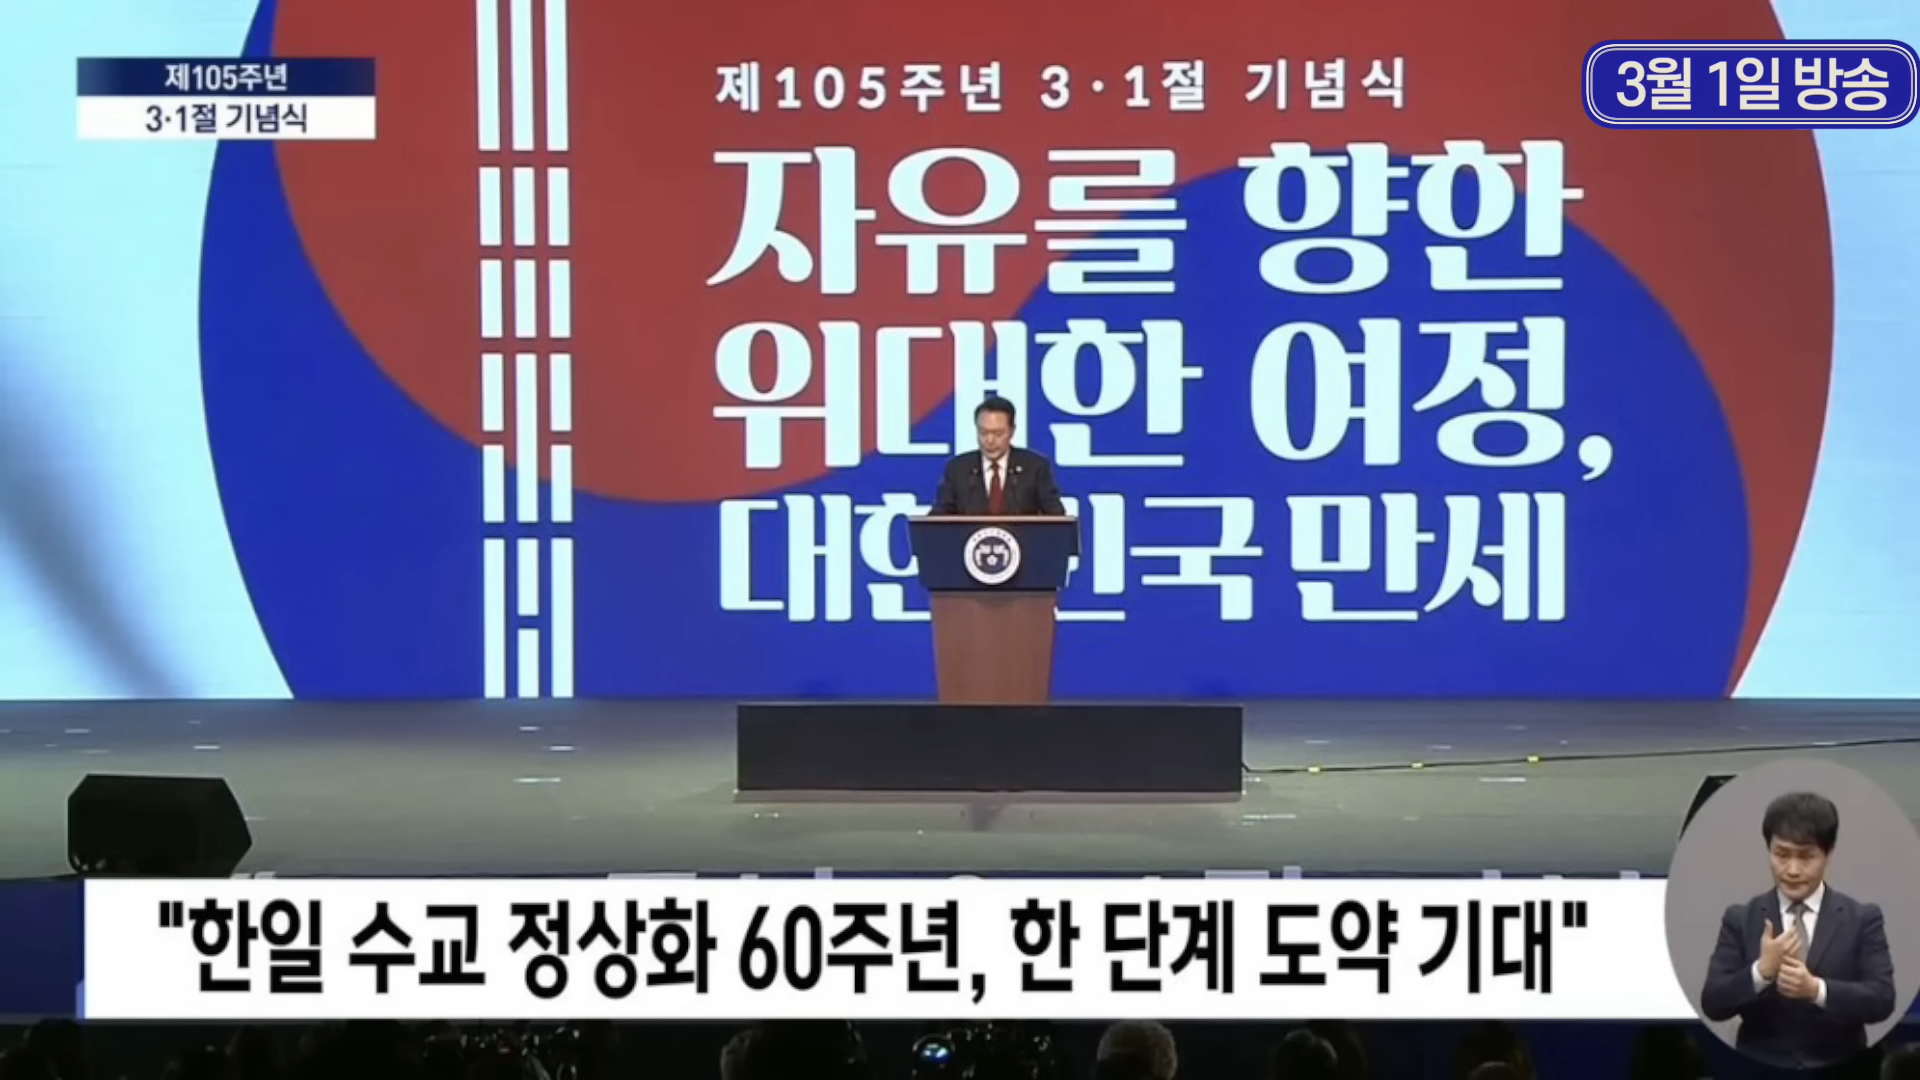 제105주년
3·1절 기념식
3월 1일 방송
제105주년 3·1절 기념식
자유를 향한
위대한 여정,
대한민국 만세
"한일 수교 정상화 60주년, 한 단계 도약 기대"